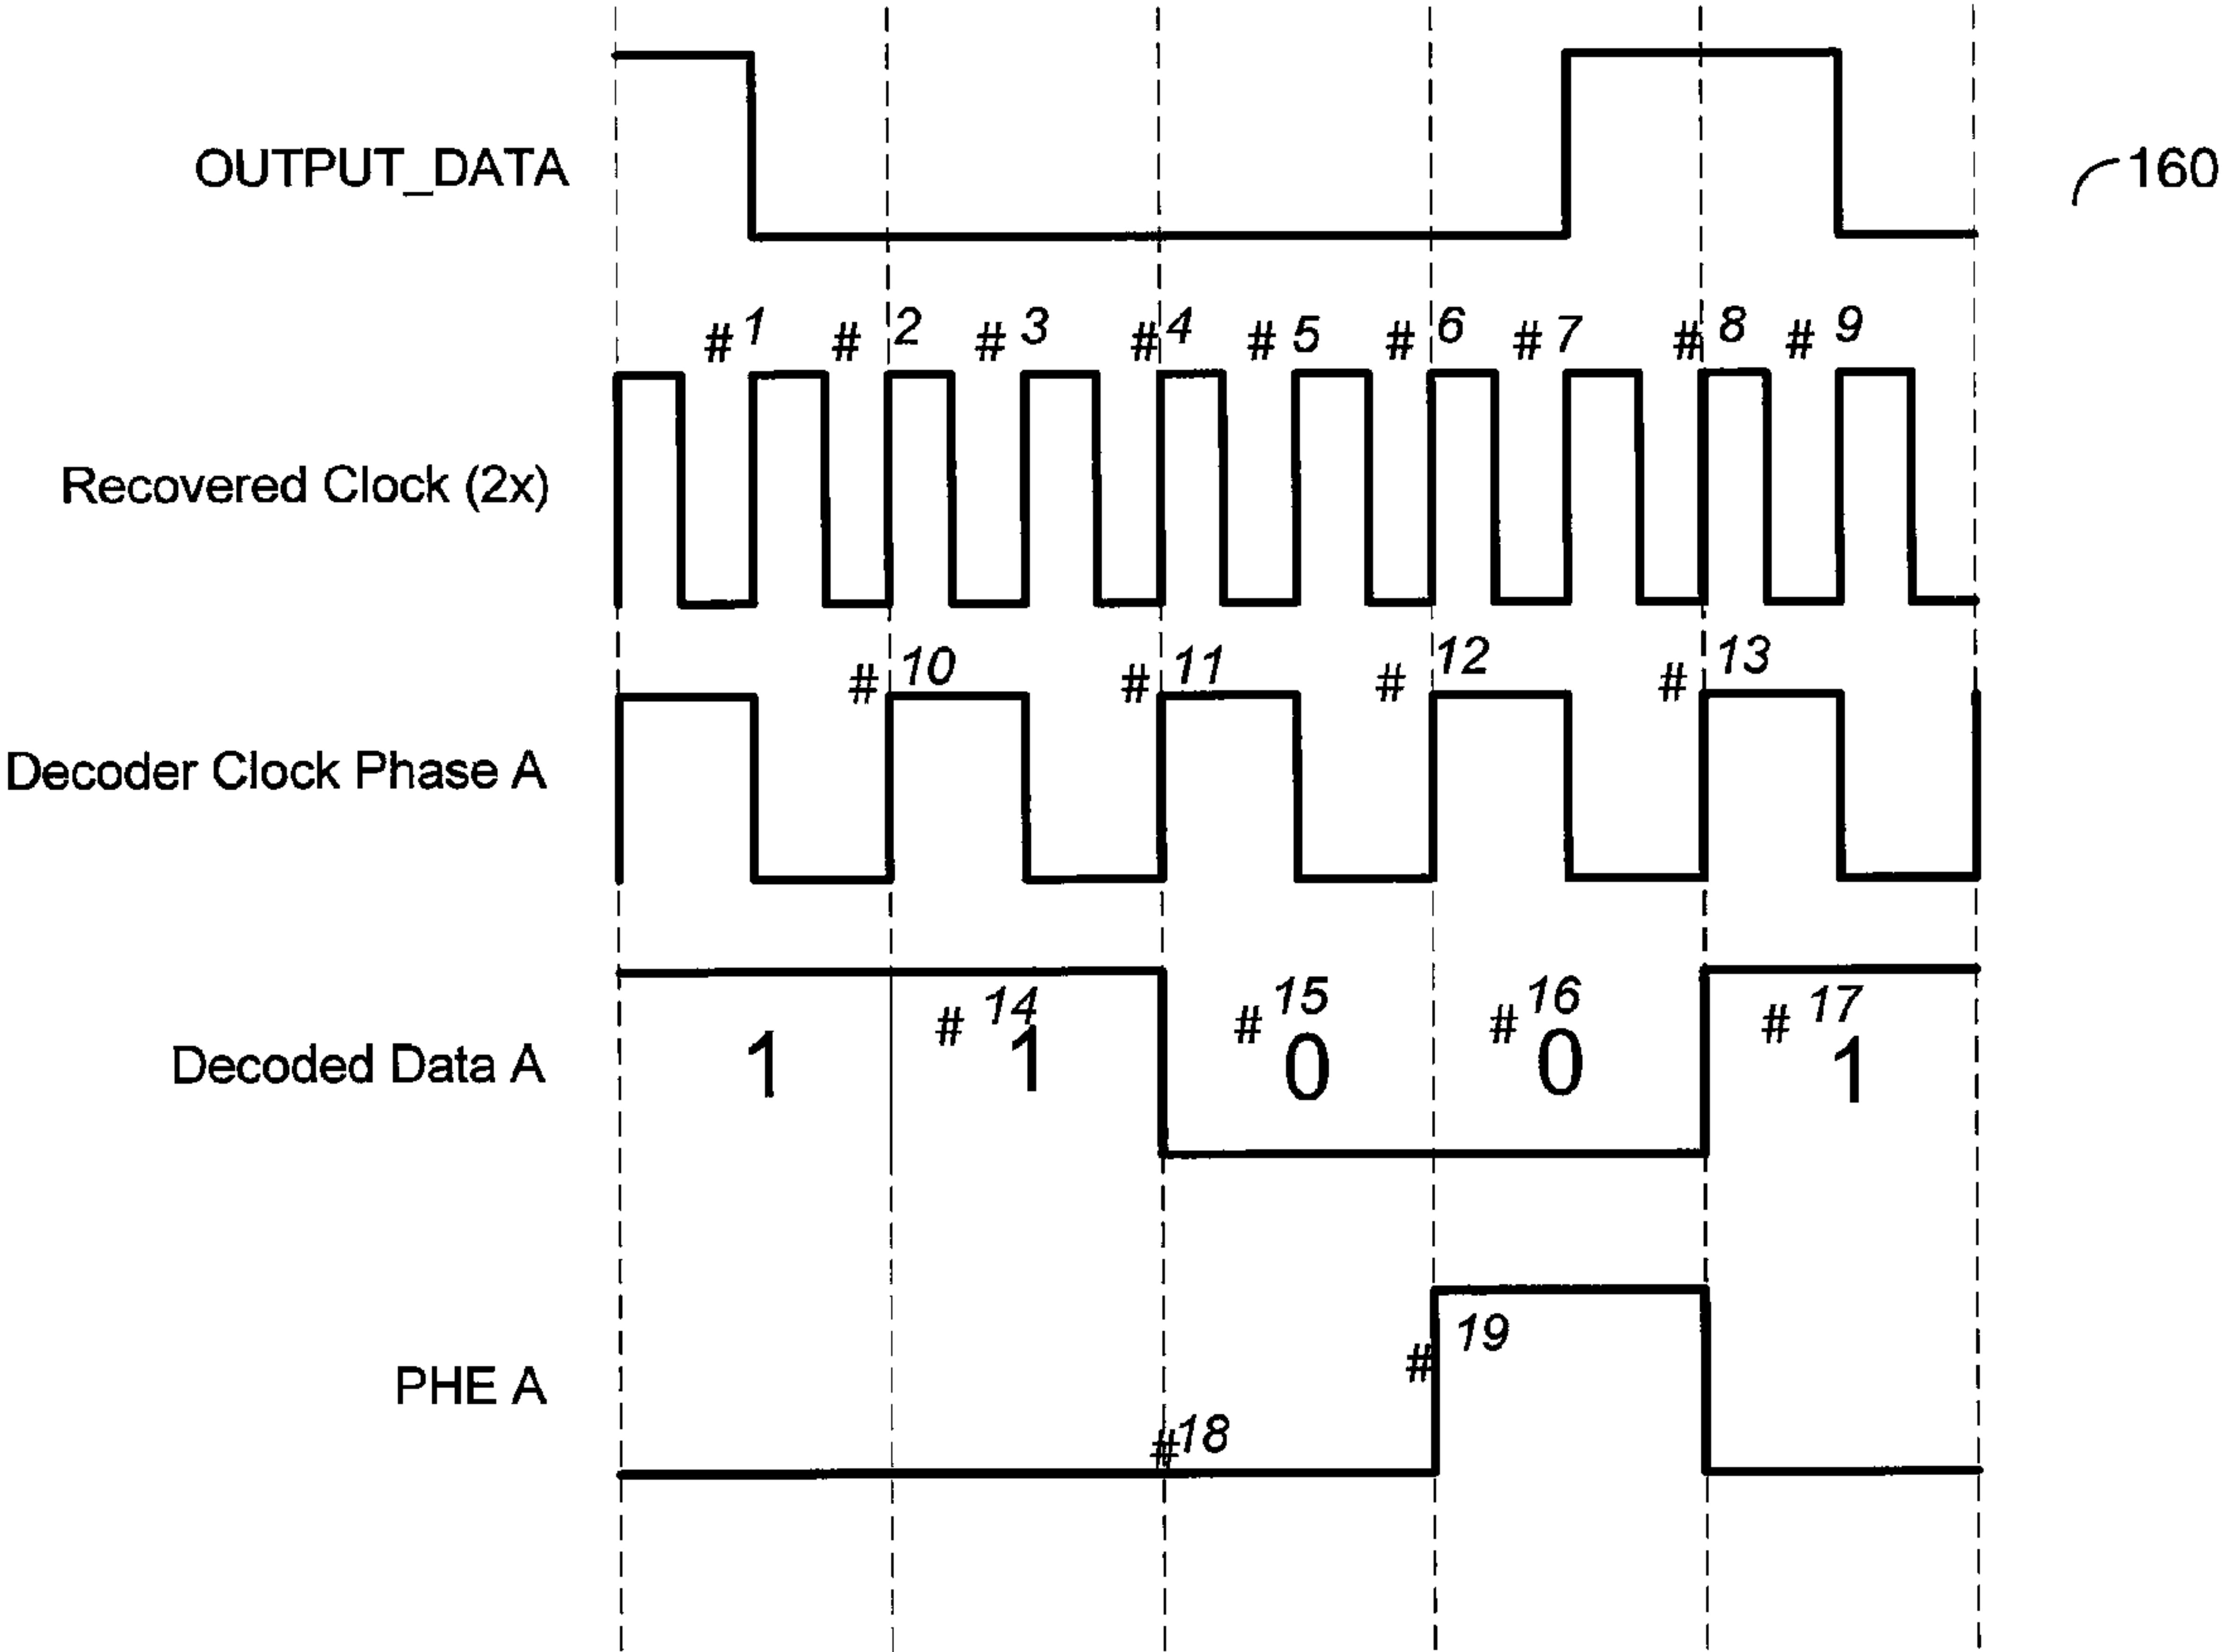 OUTPUT_DATA
160
#1 #2 #3 #4 #5 #6 #7 #8 #9
Recovered Clock (2x)
#10 #11 #12 #13
Decoder Clock Phase A
#14 #15 #16 #17
Decoded Data A 1 1 0 0 1
#19
PHE A
#18